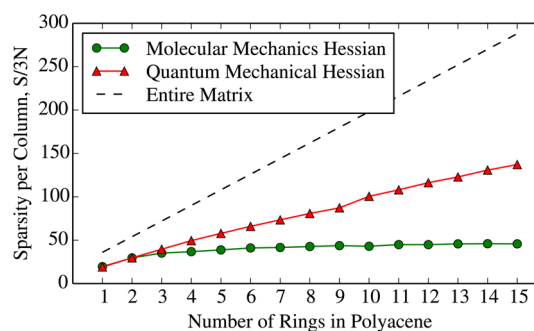 300
250
200
150
100
50
0
Sparsity per Column, S/3N
Molecular Mechanics Hessian
Quantum Mechanical Hessian
Entire Matrix
1 2 3 4 5 6 7 8 9 10 11 12 13 14 15
Number of Rings in Polyacene